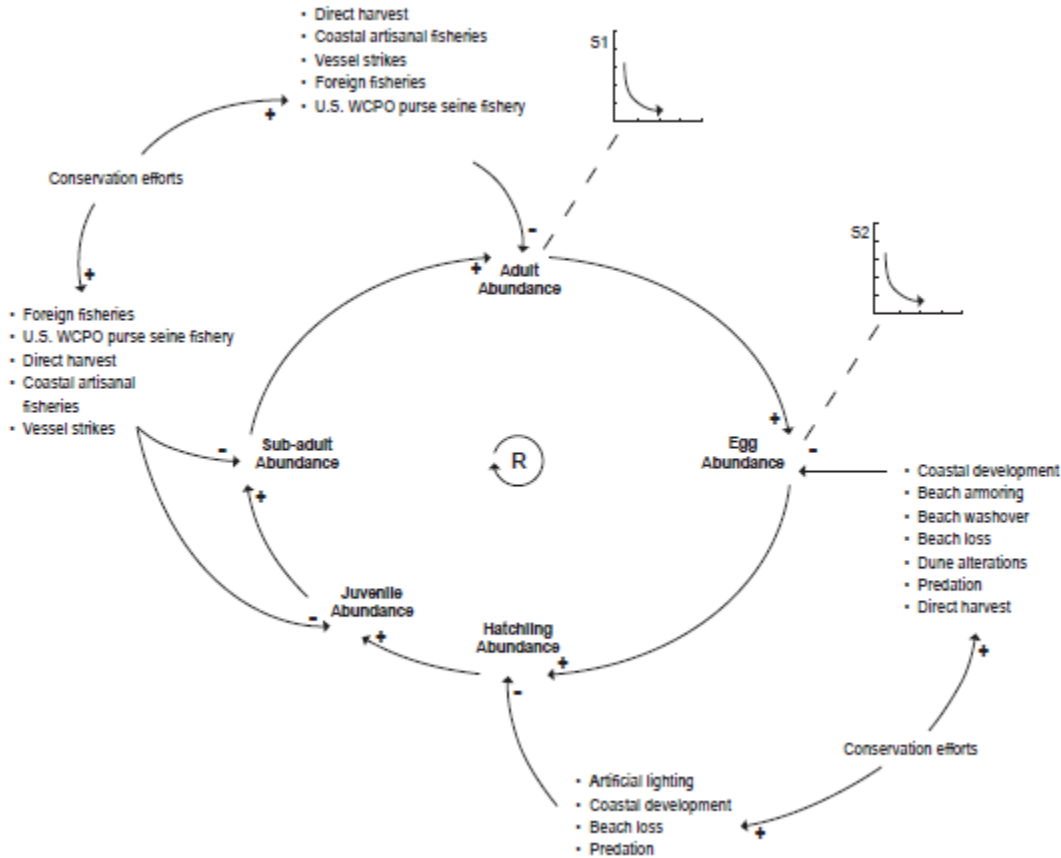 • Direct harvest
• Coastal artisanal fisheries
• Vessel strikes
• Foreign fisheries
• U.S. WCPO purse seine fishery
+
Conservation efforts
+
S1
-
+
Adult
Abundance
S2
• Foreign fisheries
• U.S. WCPO purse seine fishery
• Direct harvest
• Coastal artisanal
fisheries
• Vessel strikes
-
Sub-adult
Abundance
+
R
+
Egg
Abundance
-
• Coastal development
• Beach armoring
• Beach washover
• Beach loss
• Dune alterations
• Predation
• Direct harvest
+
Juvenile
Abundance
-
+
Hatchling
Abundance
+
-
Conservation efforts
+
• Artificial lighting
• Coastal development
• Beach loss
• Predation